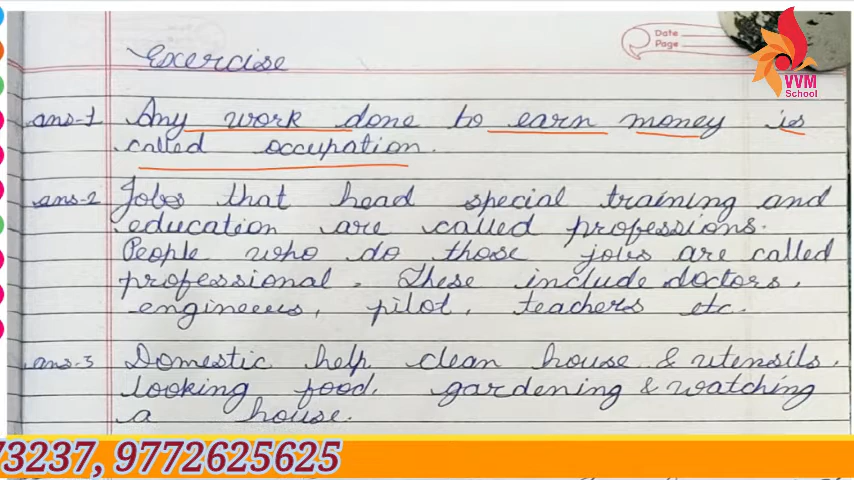 Date
Page
VVM
School
Exercise
ans-1 Any work done to earn money is
called occupation.
ans-2 Jobs that head special training and
education are called professions.
People who do those jobs are called
professional. These include doctors,
engineers, pilot, teachers etc.
ans-3 Domestic help, clean house & utensils.
looking food, gardening & watching
a house.
73237, 9772625625